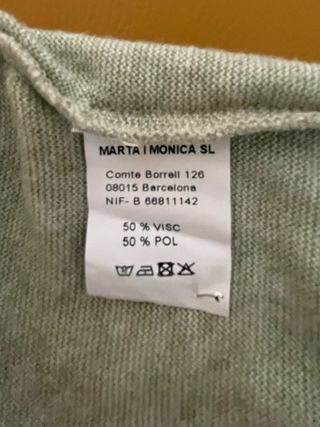 MARTA I MONICA SL
Comte Borrell 126
08015 Barcelona
NIF- B 66811142
50 % VISC
50 % POL